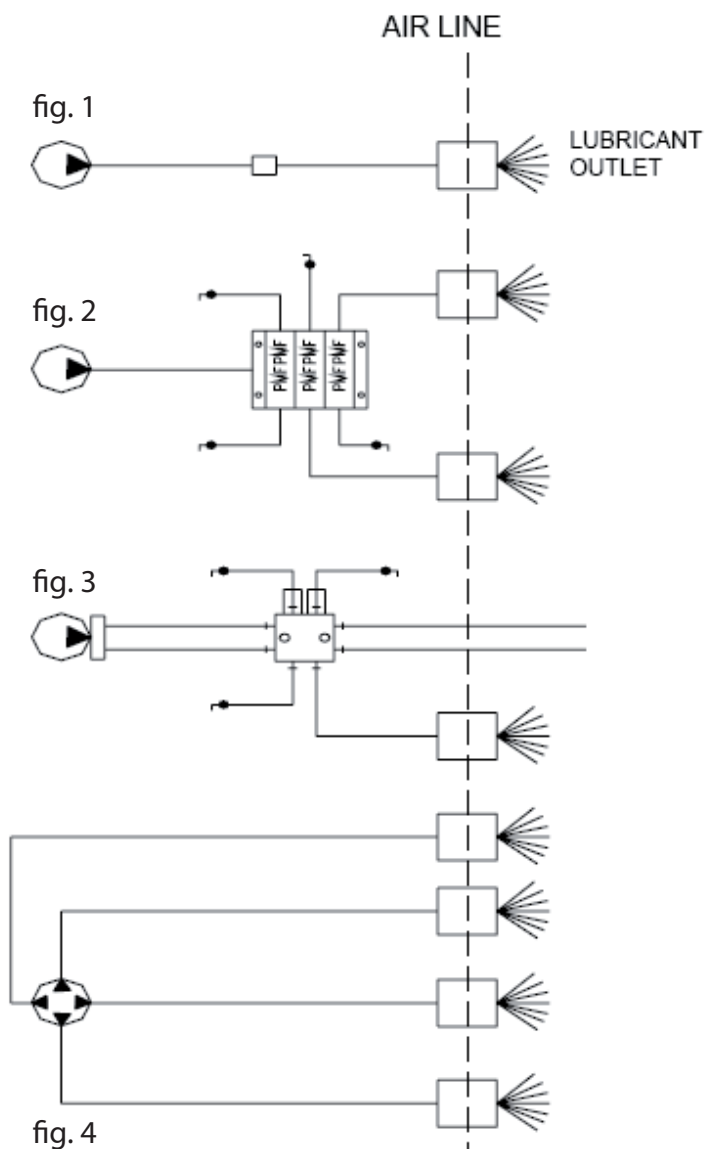 AIR LINE
fig. 1
LUBRICANT
OUTLET
fig. 2
PMF PMF PMF
PMF PMF PMF
fig. 3
fig. 4